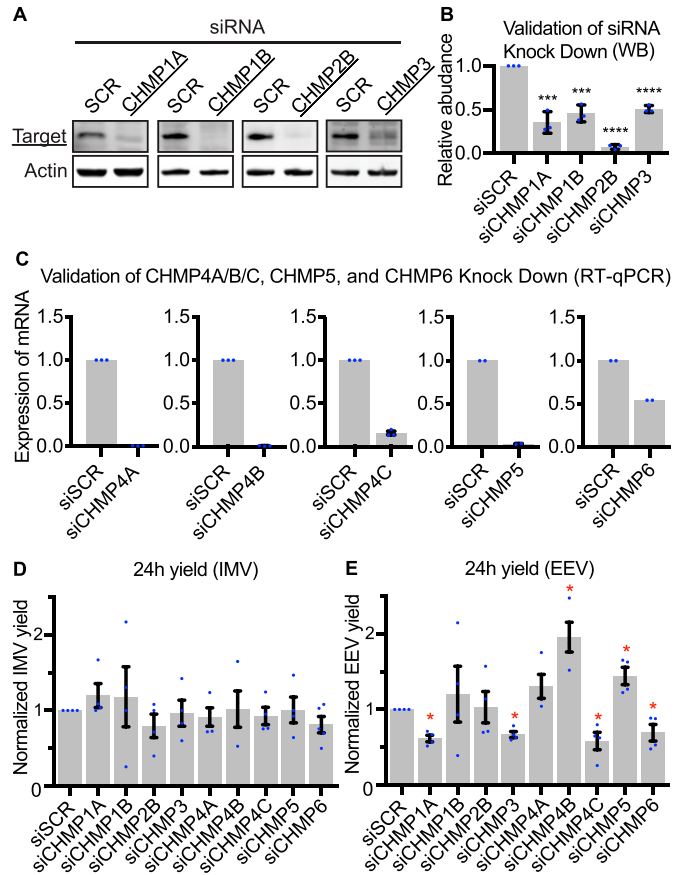 A
siRNA
SCR
CHMP1A
SCR
CHMP1B
SCR
CHMP2B
SCR
CHMP3
Target
Actin
B
Validation of siRNA
Knock Down (WB)
Relative abudance
1.0
0.5
0.0
***
***
****
****
siSCR
siCHMP1A
siCHMP1B
siCHMP2B
siCHMP3
C
Validation of CHMP4A/B/C, CHMP5, and CHMP6 Knock Down (RT-qPCR)
Expression of mRNA
1.5
1.0
0.5
0.0
siSCR
siCHMP4A
1.5
1.0
0.5
0.0
siSCR
siCHMP4B
1.5
1.0
0.5
0.0
siSCR
siCHMP4C
1.5
1.0
0.5
0.0
siSCR
siCHMP5
1.5
1.0
0.5
0.0
siSCR
siCHMP6
D
24h yield (IMV)
Normalized IMV yield
2
1
0
siSCR
siCHMP1A
siCHMP1B
siCHMP2B
siCHMP3
siCHMP4A
siCHMP4B
siCHMP4C
siCHMP5
siCHMP6
E
24h yield (EEV)
Normalized EEV yield
2
1
0
*
*
*
*
*
*
siSCR
siCHMP1A
siCHMP1B
siCHMP2B
siCHMP3
siCHMP4A
siCHMP4B
siCHMP4C
siCHMP5
siCHMP6